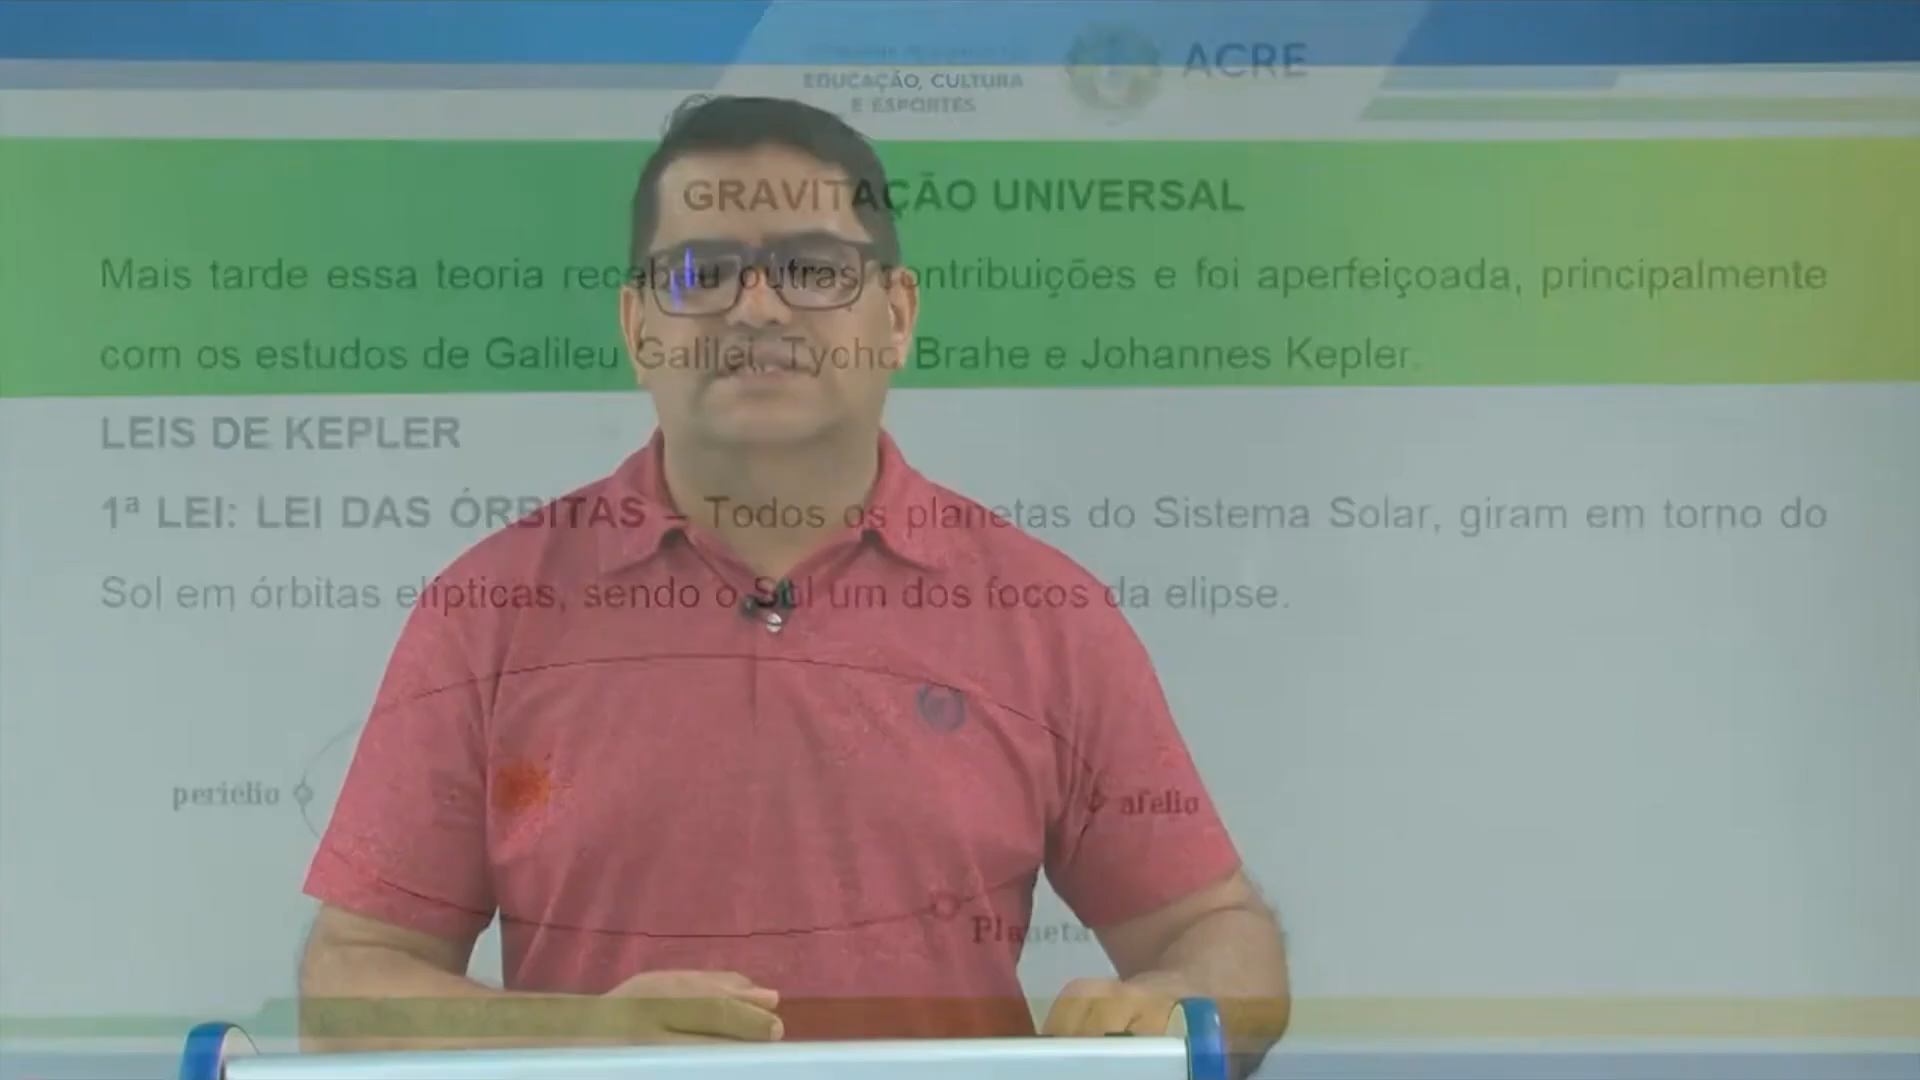 EDUCAÇÃO, CULTURA
E ESPORTES
ACRE
GRAVITAÇÃO UNIVERSAL
Mais tarde essa teoria recebeu outras contribuições e foi aperfeiçoada, principalmente
com os estudos de Galileu Galilei, Tycho Brahe e Johannes Kepler.
LEIS DE KEPLER
1ª LEI: LEI DAS ÓRBITAS – Todos os planetas do Sistema Solar, giram em torno do
Sol em órbitas elípticas, sendo o Sol um dos focos da elipse.
periélio
afélio
Planeta